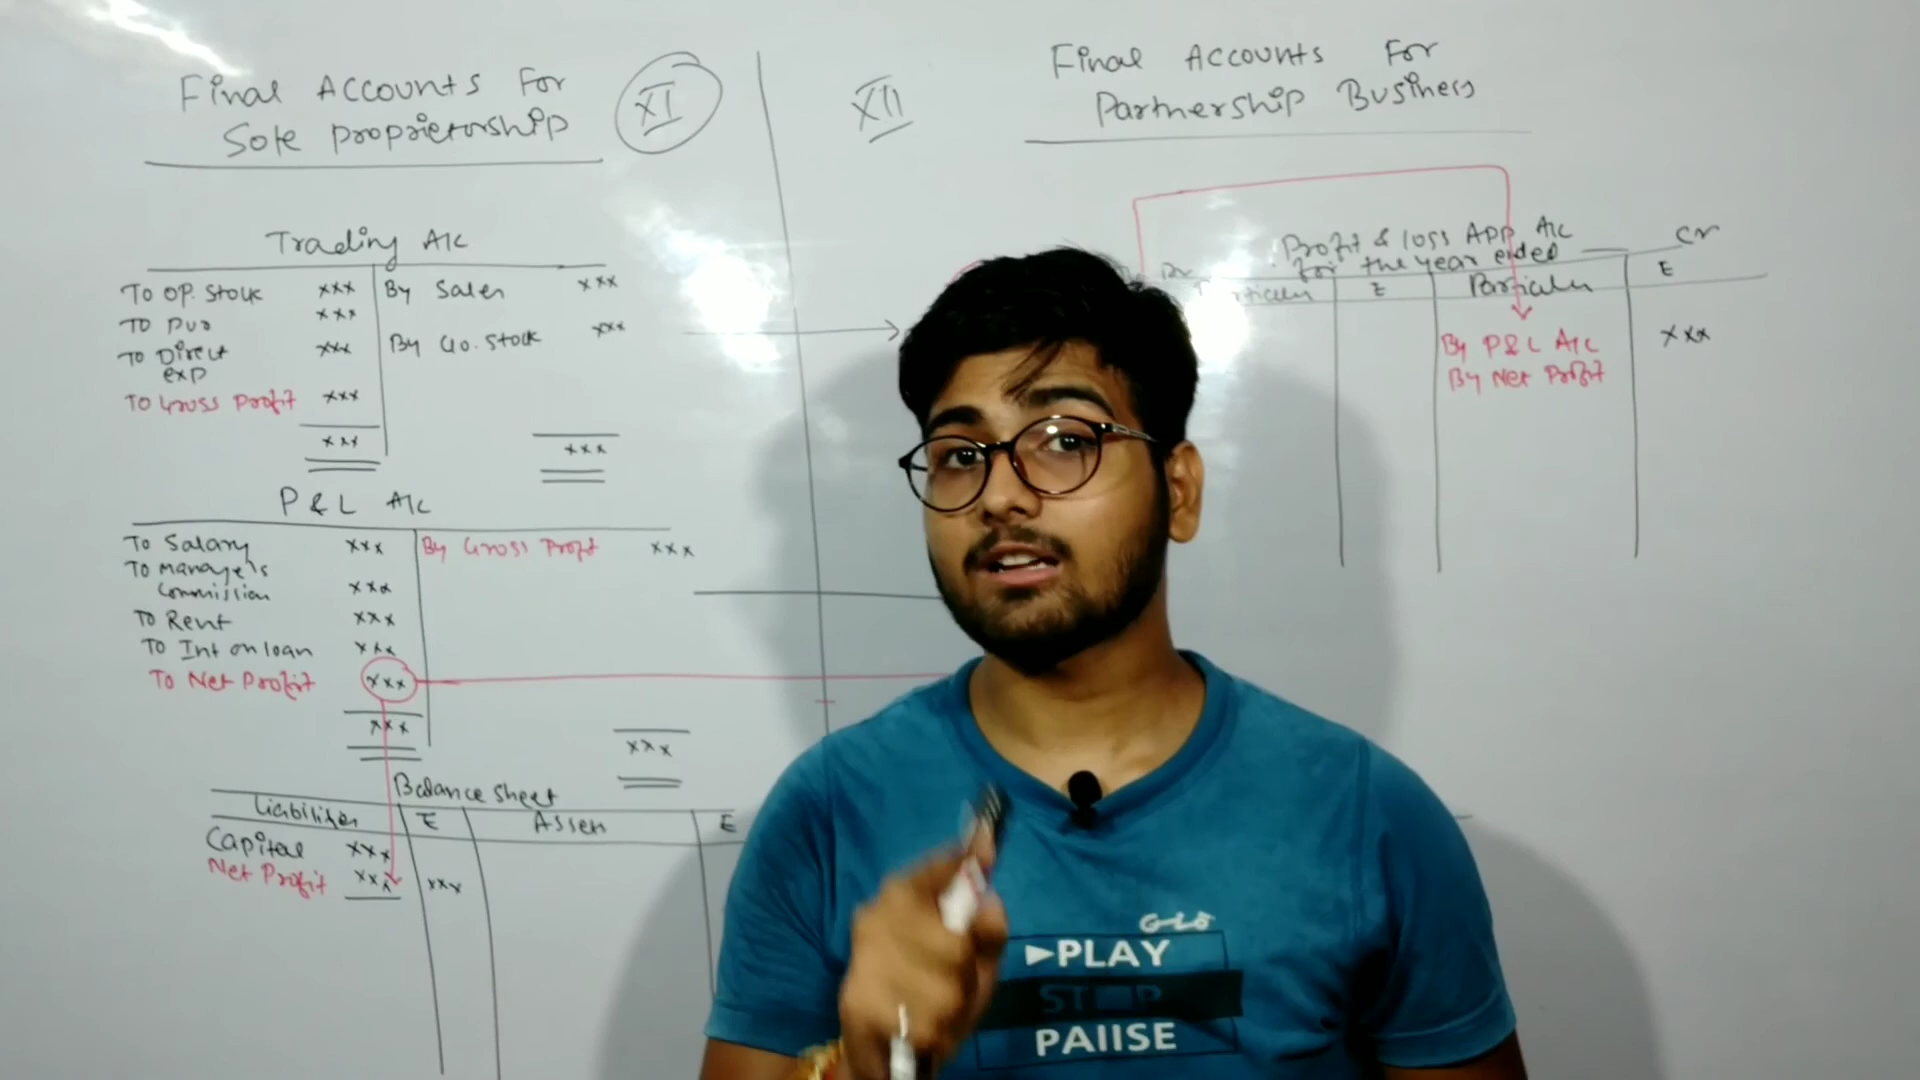 Final Accounts For
Sole proprietorship
XI
Trading A/c
To OP. Stock xxx
By Sales xxx
To Pur xxx
By Clo. Stock xxx
To Direct xxx
exp
To Gross Profit xxx
xxx
xxx
P & L A/c
To Salary xxx
By Gross Profit xxx
To Manager's
Commission xxx
To Rent xxx
To Int on loan xxx
To Net Profit xxx
xxx
xxx
Balance Sheet
Liabilities ₹ Assets ₹
Capital xxx
Net Profit xxx xxx
XII
Final Accounts For
Partnership Business
Profit & loss APP A/c
for the year ended
Dr Cr
₹ Particular ₹
By P&L A/c xxx
By Net Profit
PLAY
STOP
PAIISE